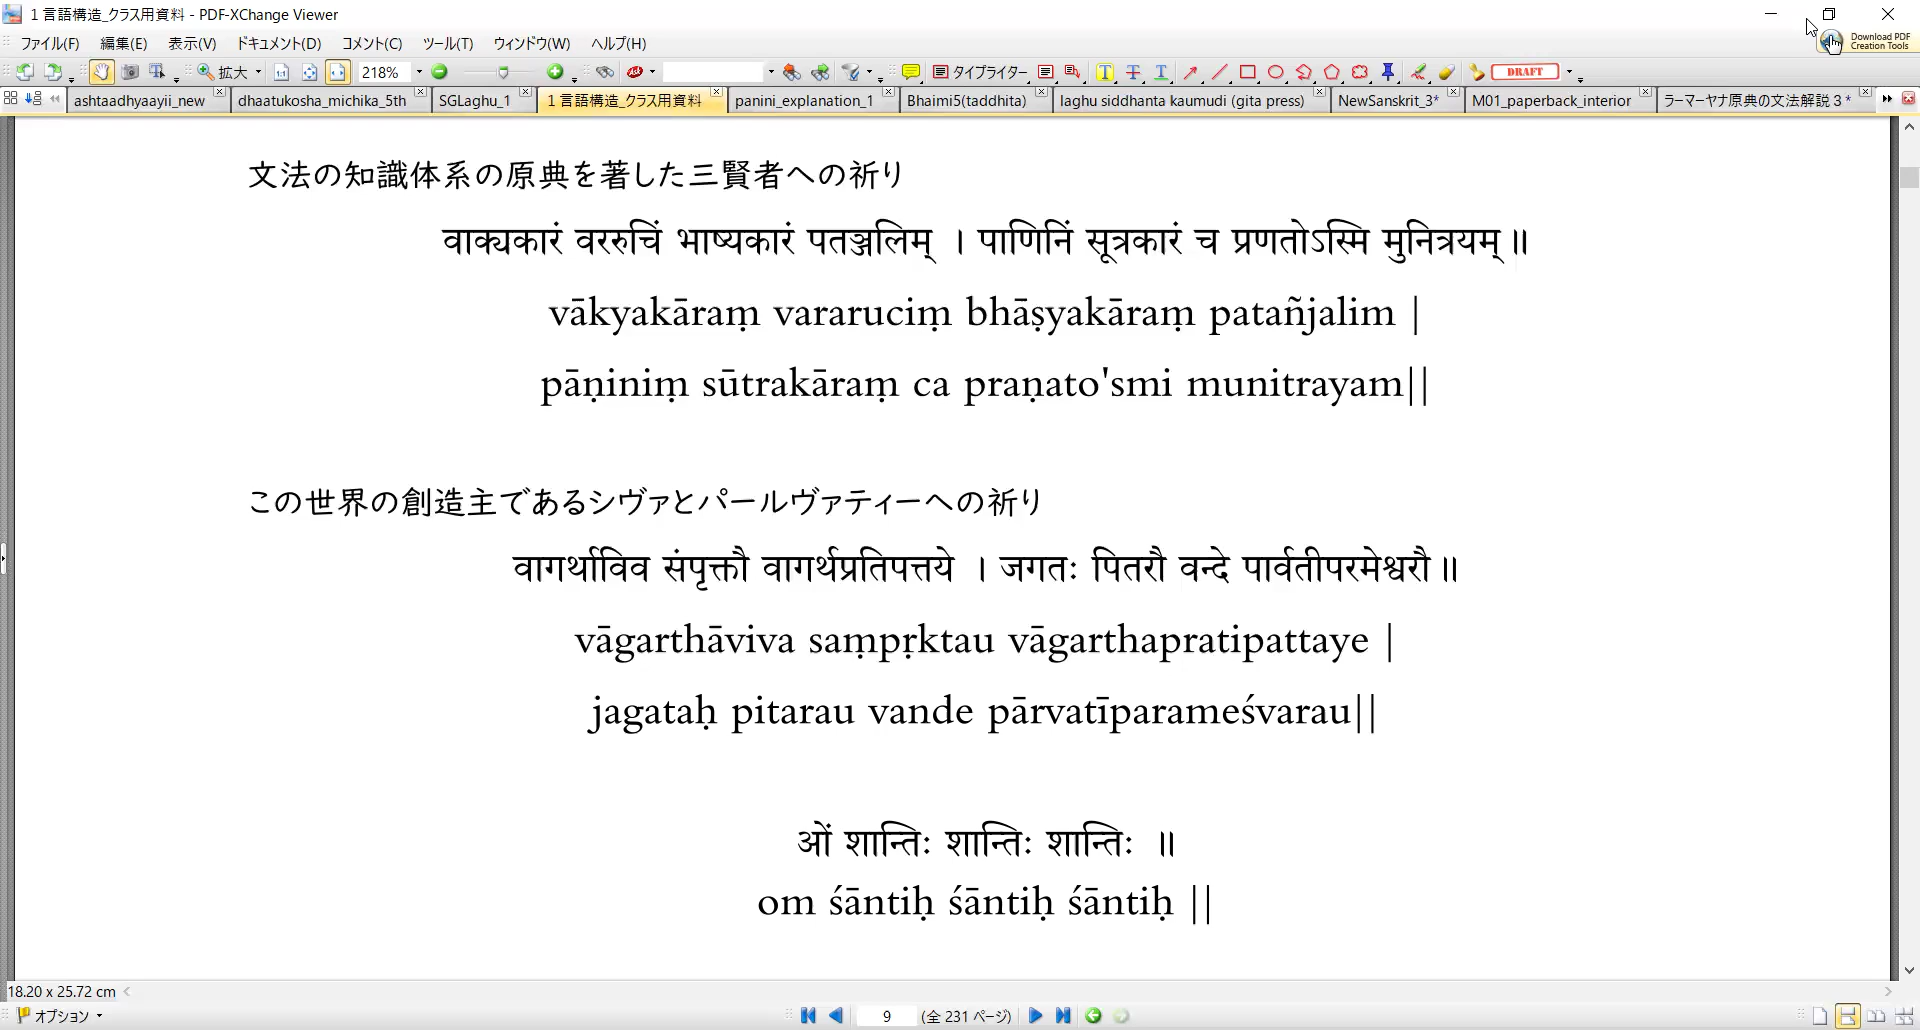 1 言語構造_クラス用資料 - PDF-XChange Viewer
ファイル(F) 編集(E) 表示(V) ドキュメント(D) コメント(C) ツール(T) ウィンドウ(W) ヘルプ(H)
Download PDF
Creation Tools
拡大 218% タイプライター DRAFT
ashtaadhyaayii_new dhaatukosha_michika_5th SGLaghu_1 1 言語構造_クラス用資料 panini_explanation_1 Bhaimi5(taddhita) laghu siddhanta kaumudi (gita press) NewSanskrit_3* M01_paperback_interior ラーマーヤナ原典の文法解説３*
文法の知識体系の原典を著した三賢者への祈り
वाक्यकारं वररुचिं भाष्यकारं पतञ्जलिम् । पाणिनिं सूत्रकारं च प्रणतोऽस्मि मुनित्रयम्॥
vākyakāraṃ vararuciṃ bhāṣyakāraṃ patañjalim |
pāṇiniṃ sūtrakāraṃ ca praṇato'smi munitrayam||
この世界の創造主であるシヴァとパールヴァティーへの祈り
वागर्थाविव संपृक्तौ वागर्थप्रतिपत्तये । जगतः पितरौ वन्दे पार्वतीपरमेश्वरौ॥
vāgarthāviva saṃpṛktau vāgarthapratipattaye |
jagataḥ pitarau vande pārvatīparameśvarau||
ओं शान्तिः शान्तिः शान्तिः ॥
om śāntiḥ śāntiḥ śāntiḥ ||
18.20 x 25.72 cm
オプション 9 (全 231 ページ)